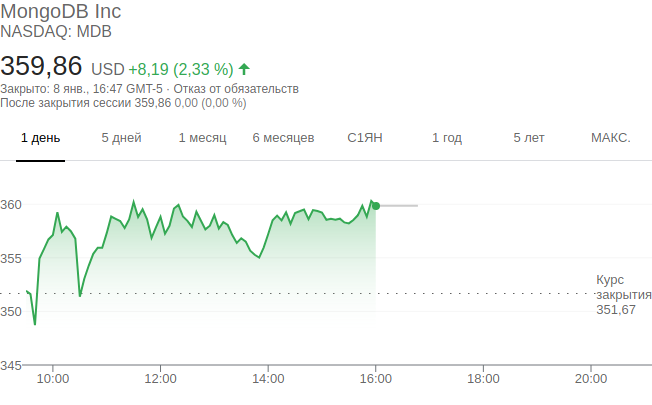 MongoDB Inc
NASDAQ: MDB
359,86 USD +8,19 (2,33 %)
Закрыто: 8 янв., 16:47 GMT-5 · Отказ от обязательств
После закрытия сессии 359,86 0,00 (0,00 %)
1 день 5 дней 1 месяц 6 месяцев С1ЯН 1 год 5 лет МАКС.
360
355
350
345
Курс
закрытия
351,67
10:00 12:00 14:00 16:00 18:00 20:00